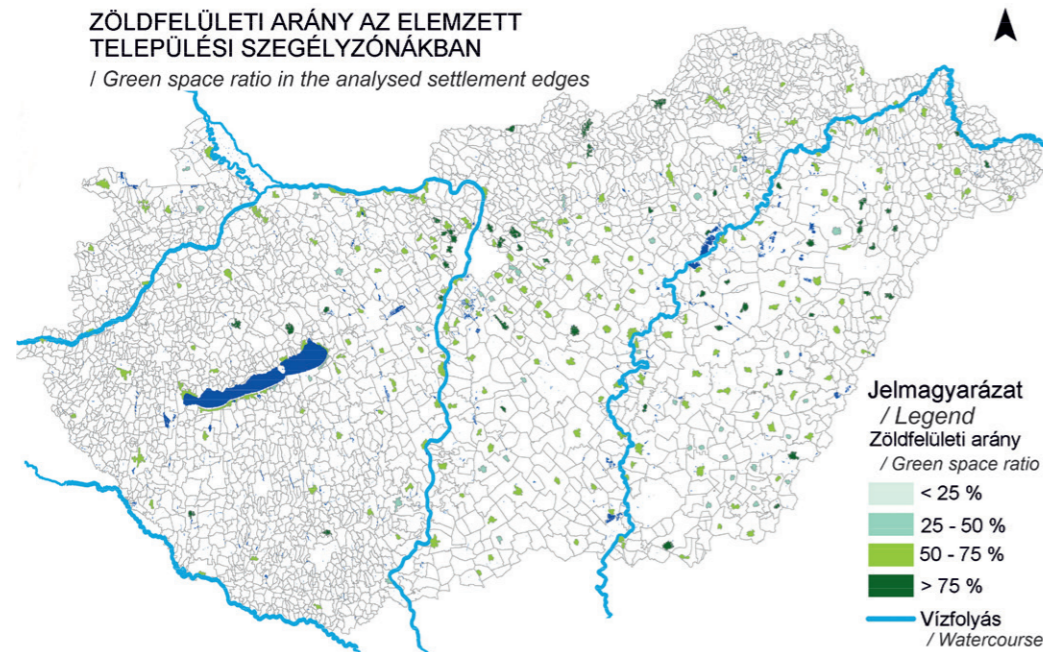 ZÖLDFELÜLETI ARÁNY AZ ELEMZETT
TELEPÜLÉSI SZEGÉLYZÓNÁKBAN
/ Green space ratio in the analysed settlement edges
Jelmagyarázat
/ Legend
Zöldfelületi arány
/ Green space ratio
< 25 %
25 - 50 %
50 - 75 %
> 75 %
Vízfolyás
/ Watercourse